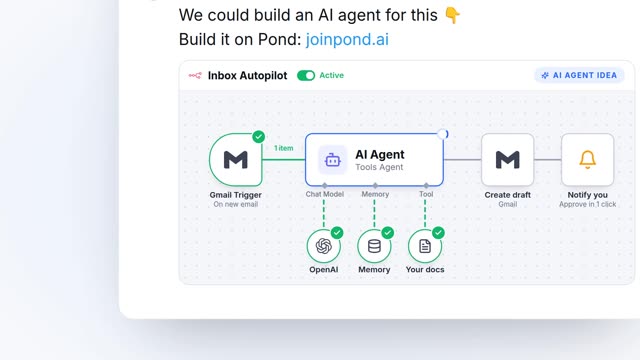 We could build an AI agent for this 👇
Build it on Pond: joinpond.ai
Inbox Autopilot Active AI AGENT IDEA
1 item
AI Agent
Tools Agent
Gmail Trigger
On new email
Chat Model Memory Tool
Create draft
Gmail
Notify you
Approve in 1 click
OpenAI Memory Your docs